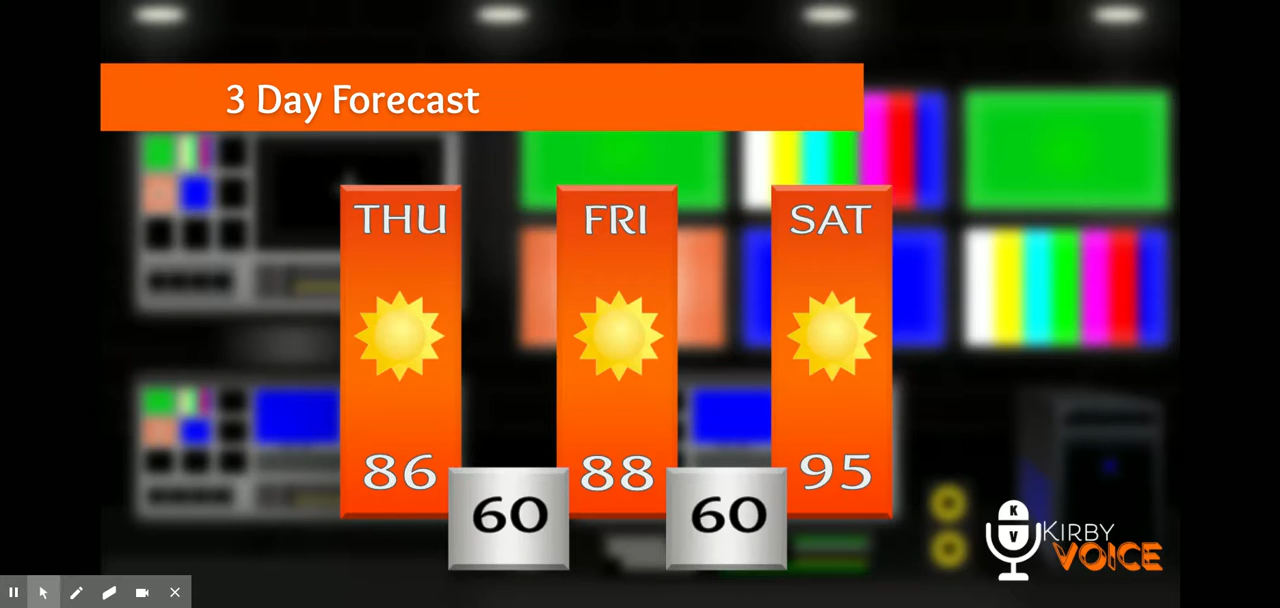 3 Day Forecast
THU FRI SAT
86 88 95
60 60
K
V
KIRBY
VOICE